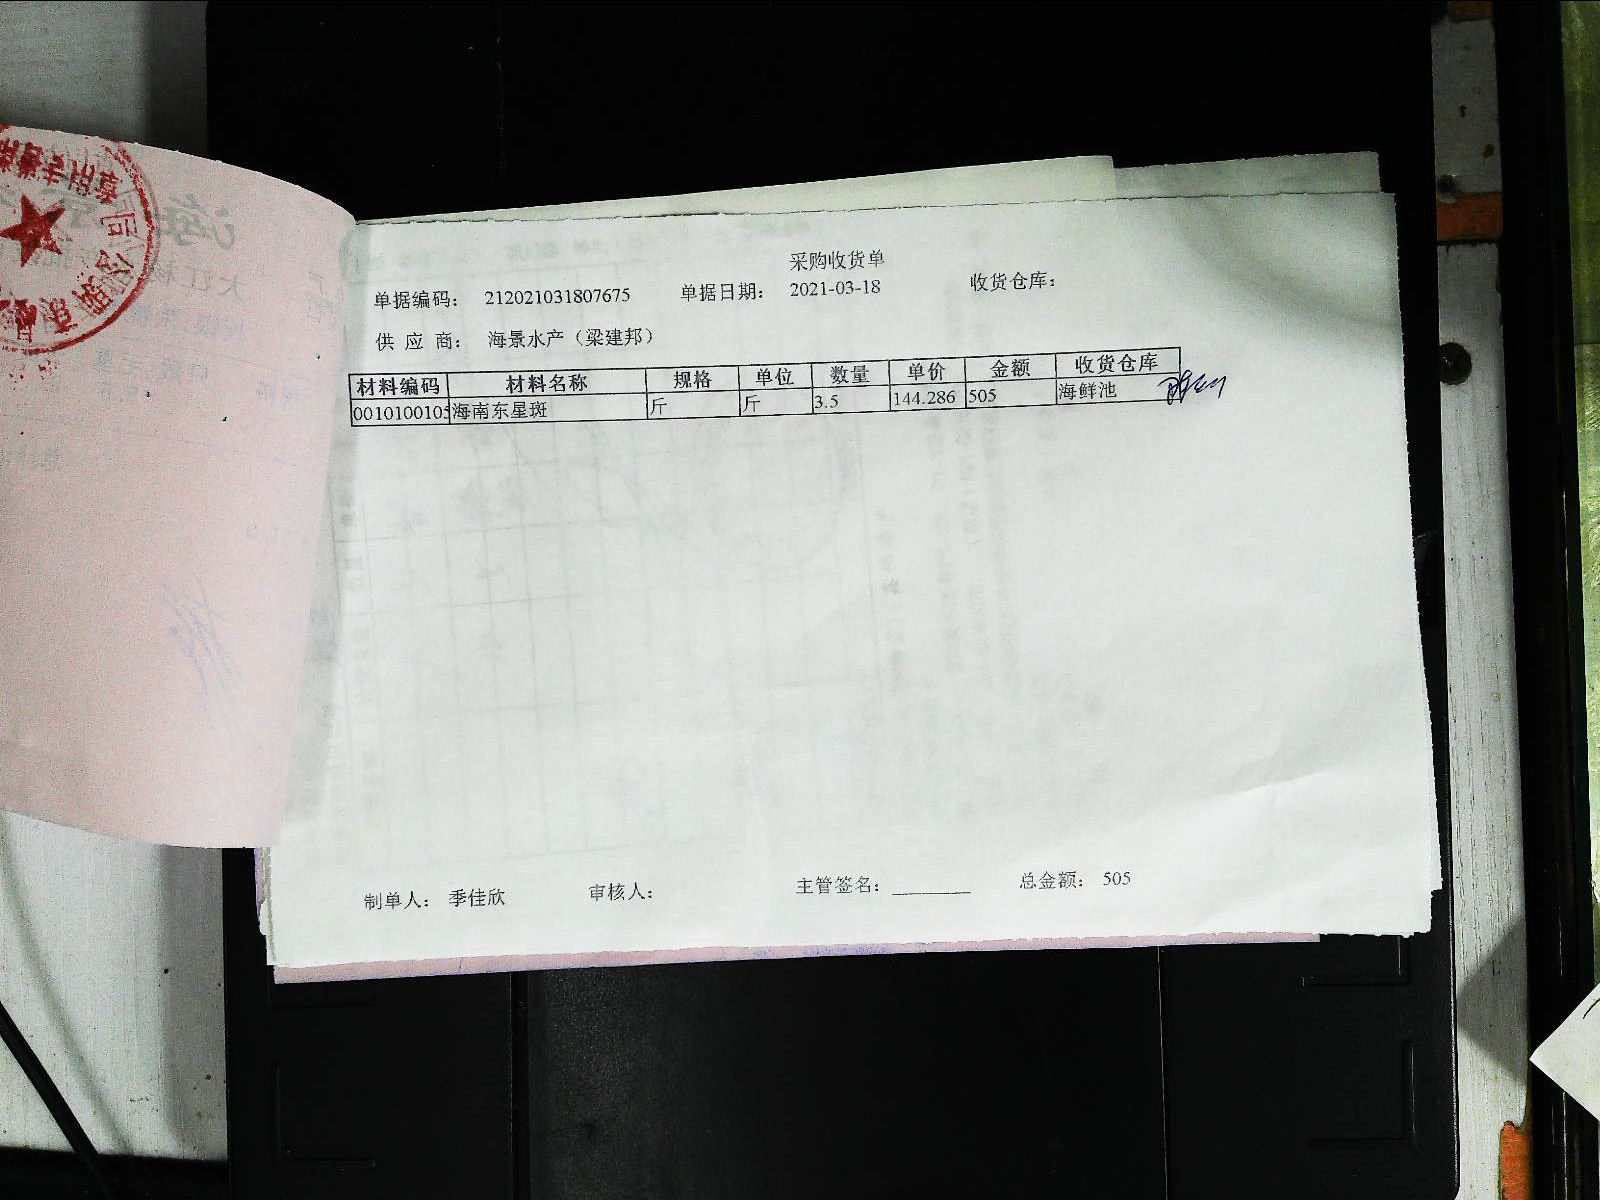 采购收货单
单据编码： 212021031807675 单据日期： 2021-03-18 收货仓库：
供 应 商： 海景水产（梁建邦）
材料编码 材料名称 规格 单位 数量 单价 金额 收货仓库
0010100105 海南东星斑 斤 斤 3.5 144.286 505 海鲜池
制单人： 季佳欣 审核人： 主管签名：________ 总金额： 505